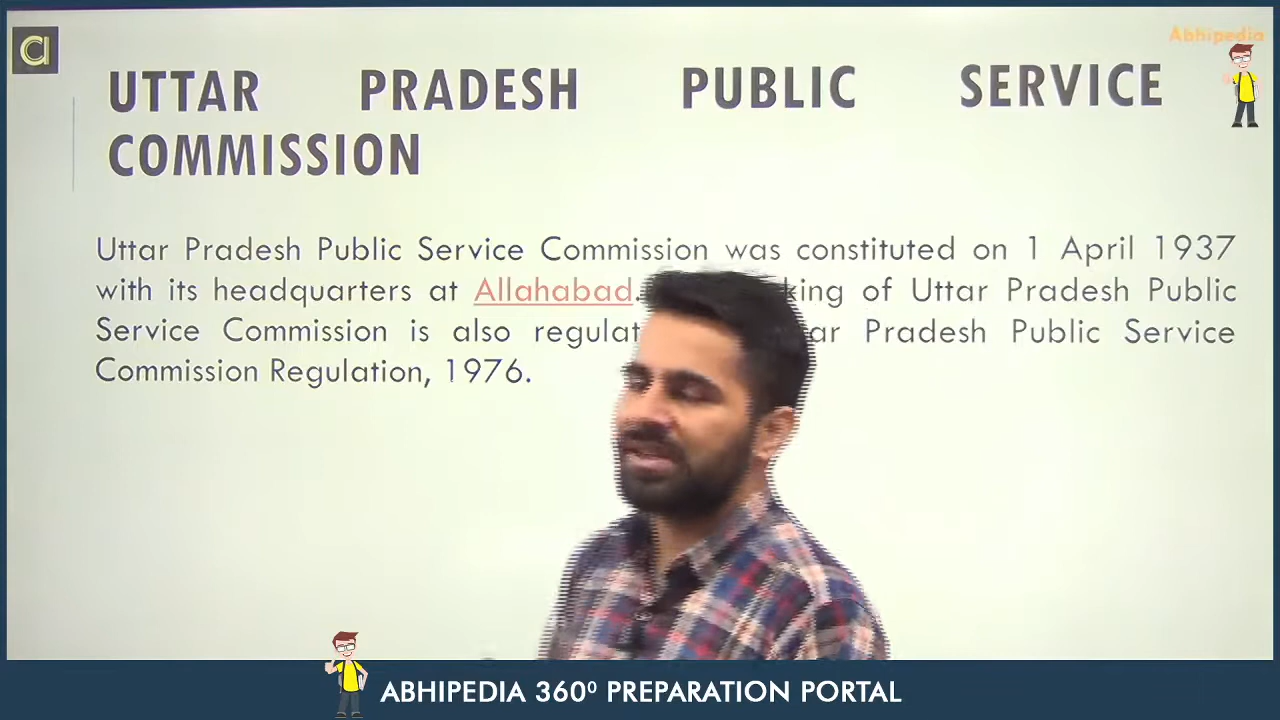 Abhipedia
UTTAR PRADESH PUBLIC SERVICE
COMMISSION
Uttar Pradesh Public Service Commission was constituted on 1 April 1937
with its headquarters at Allahabad. king of Uttar Pradesh Public
Service Commission is also regulat ar Pradesh Public Service
Commission Regulation, 1976.
ABHIPEDIA 360⁰ PREPARATION PORTAL